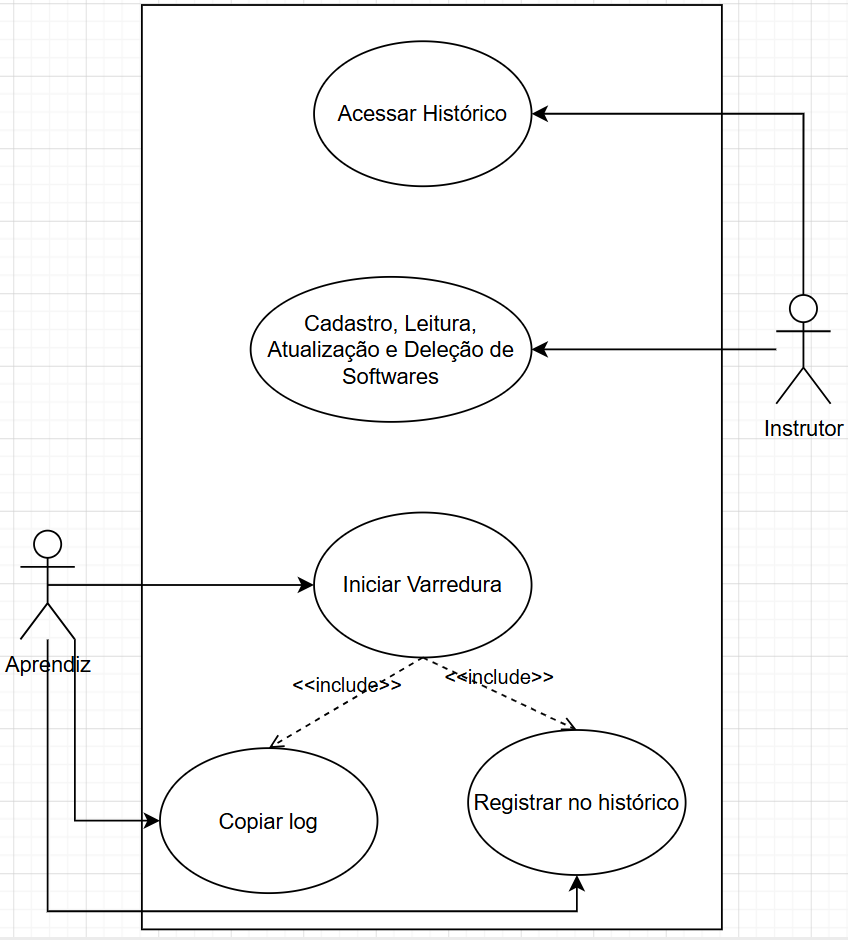 Acessar Histórico
Cadastro, Leitura,
Atualização e Deleção de
Softwares
Instrutor
Iniciar Varredura
Aprendiz
<<include>>
<<include>>
Registrar no histórico
Copiar log